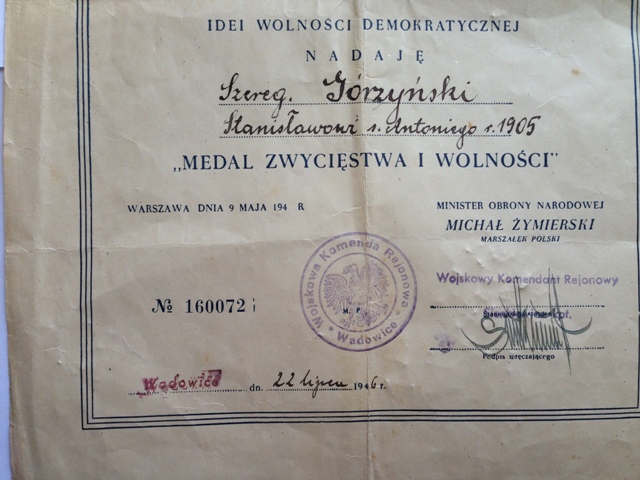 IDEI WOLNOŚCI DEMOKRATYCZNEJ
NADAJĘ
Szereg. Górzyński
Stanisławowi s. Antoniego r. 1905
„MEDAL ZWYCIĘSTWA I WOLNOŚCI"
WARSZAWA DNIA 9 MAJA 194 R
MINISTER OBRONY NARODOWEJ
MICHAŁ ŻYMIERSKI
MARSZAŁEK POLSKI
Wojskowa Komenda Rejonowa
Wadowice
M. P.
Wojskowy Komendant Rejonowy
№ 160072
kpt.
Podpis wręczającego
Wadowice dn. 22 lipca 1946 r.